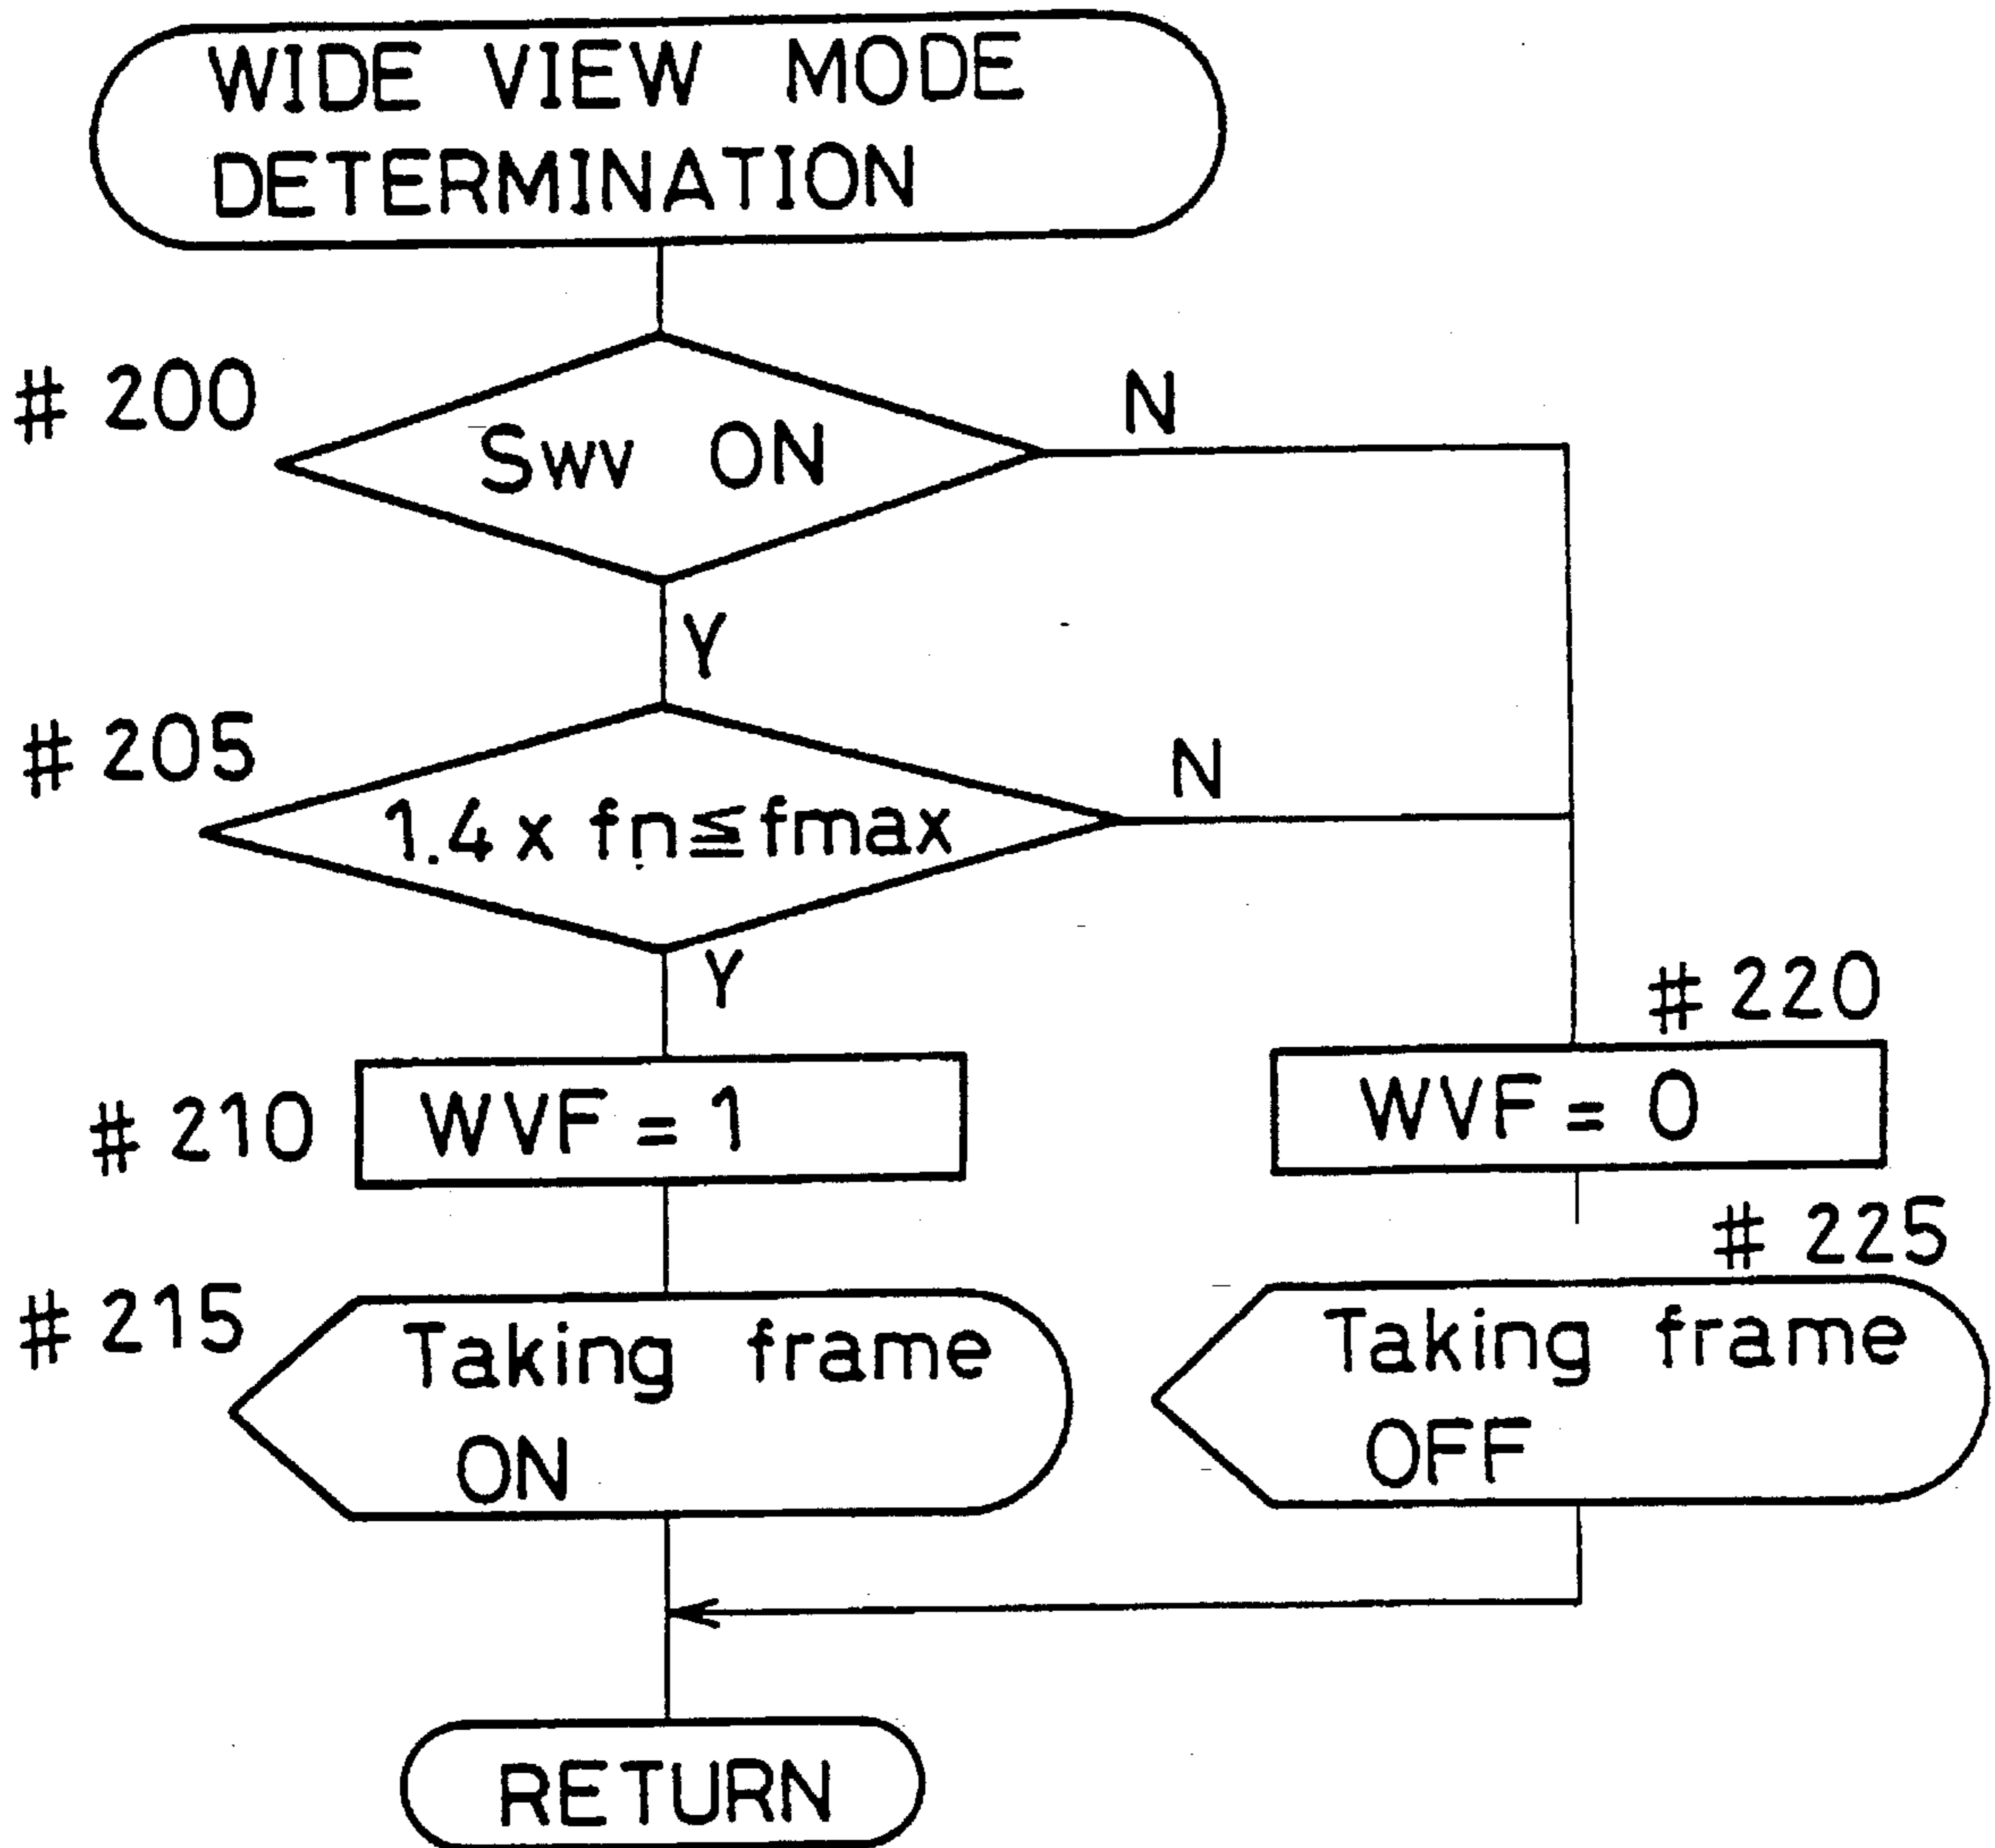 WIDE VIEW MODE
DETERMINATION
# 200
Swv ON
N
Y
# 205
1.4 x fn≦fmax
N
Y
# 210
WVF = 1
# 220
WVF = 0
# 215
Taking frame
ON
# 225
Taking frame
OFF
RETURN